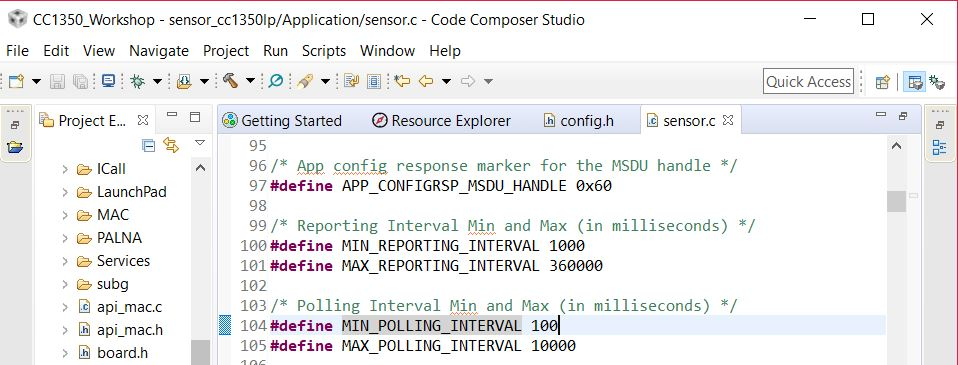 CC1350_Workshop - sensor_cc1350lp/Application/sensor.c - Code Composer Studio
File Edit View Navigate Project Run Scripts Window Help
Quick Access
Project E...
Getting Started Resource Explorer config.h sensor.c
ICall
LaunchPad
MAC
PALNA
Services
subg
api_mac.c
api_mac.h
board.h
95
96 /* App config response marker for the MSDU handle */
97 #define APP_CONFIGRSP_MSDU_HANDLE 0x60
98
99 /* Reporting Interval Min and Max (in milliseconds) */
100 #define MIN_REPORTING_INTERVAL 1000
101 #define MAX_REPORTING_INTERVAL 360000
102
103 /* Polling Interval Min and Max (in milliseconds) */
104 #define MIN_POLLING_INTERVAL 100
105 #define MAX_POLLING_INTERVAL 10000
106